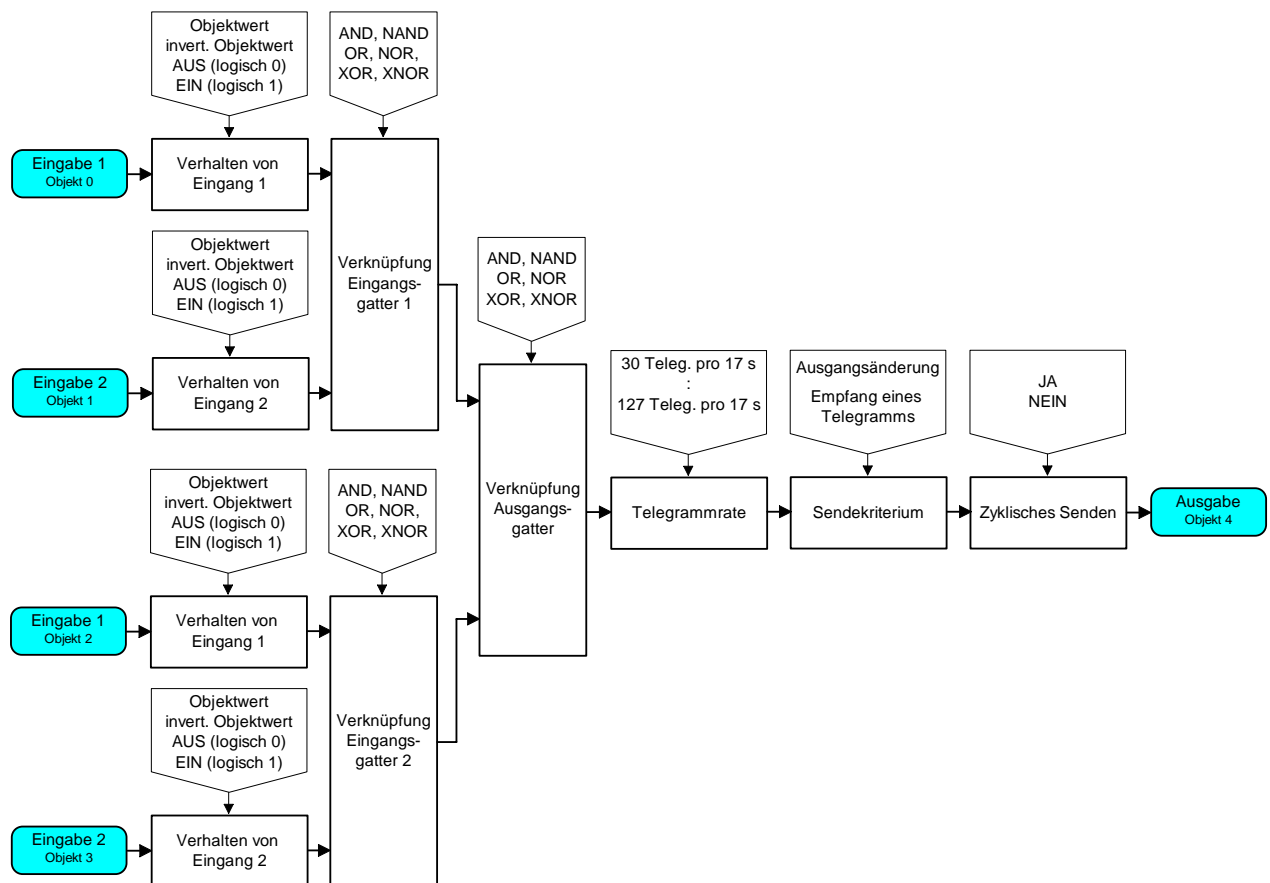 Objektwert
invert. Objektwert
AUS (logisch 0)
EIN (logisch 1)
AND, NAND
OR, NOR,
XOR, XNOR
Eingabe 1
Objekt 0
Verhalten von
Eingang 1
Objektwert
invert. Objektwert
AUS (logisch 0)
EIN (logisch 1)
Verknüpfung
Eingangs-
gatter 1
AND, NAND
OR, NOR
XOR, XNOR
Eingabe 2
Objekt 1
Verhalten von
Eingang 2
30 Teleg. pro 17 s
:
127 Teleg. pro 17 s
Ausgangsänderung
Empfang eines
Telegramms
JA
NEIN
Objektwert
invert. Objektwert
AUS (logisch 0)
EIN (logisch 1)
AND, NAND
OR, NOR,
XOR, XNOR
Verknüpfung
Ausgangs-
gatter
Telegrammrate
Sendekriterium
Zyklisches Senden
Ausgabe
Objekt 4
Eingabe 1
Objekt 2
Verhalten von
Eingang 1
Objektwert
invert. Objektwert
AUS (logisch 0)
EIN (logisch 1)
Verknüpfung
Eingangs-
gatter 2
Eingabe 2
Objekt 3
Verhalten von
Eingang 2